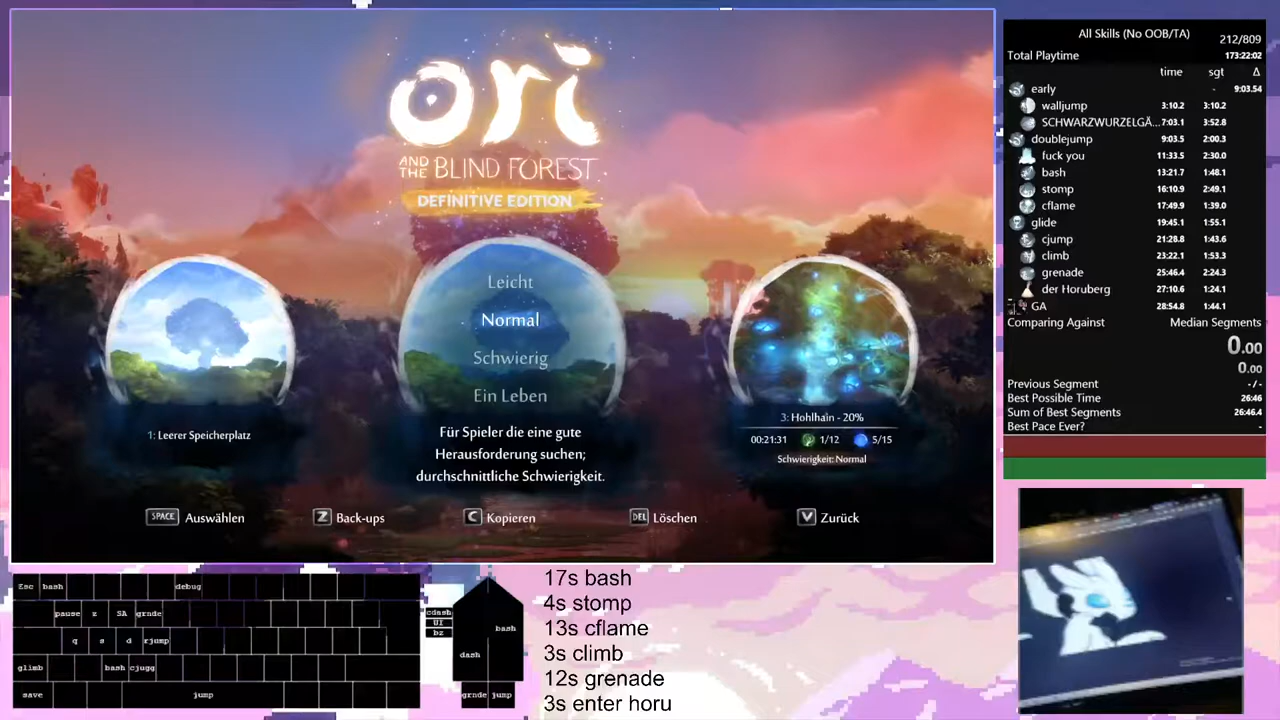 ori
AND THE BLIND FOREST
DEFINITIVE EDITION
Leicht
Normal
Schwierig
Ein Leben
Für Spieler die eine gute
Herausforderung suchen;
durchschnittliche Schwierigkeit.
1: Leerer Speicherplatz
3: Hohlhain - 20%
00:21:31 1/12 5/15
Schwierigkeit: Normal
SPACE Auswählen Z Back-ups C Kopieren DEL Löschen V Zurück
All Skills (No OOB/TA) 212/809
Total Playtime 173:22:02
time sgt Δ
early - 9:03.54
walljump 3:10.2 3:10.2
SCHWARZWURZELGÄ... 7:03.1 3:52.8
doublejump 9:03.5 2:00.3
fuck you 11:33.5 2:30.0
bash 13:21.7 1:48.1
stomp 16:10.9 2:49.1
cflame 17:49.9 1:39.0
glide 19:45.1 1:55.1
cjump 21:28.8 1:43.6
climb 23:22.1 1:53.3
grenade 25:46.4 2:24.3
der Horuberg 27:10.6 1:24.1
GA 28:54.8 1:44.1
Comparing Against Median Segments
0.00
0.00
Previous Segment - / -
Best Possible Time 26:46
Sum of Best Segments 26:46.4
Best Pace Ever? -
Esc bash debug
pause z SA grnde
q s d rjump
glimb bash cjugg
save jump
cdash
UI
bz
bash
dash
grnde jump
17s bash
4s stomp
13s cflame
3s climb
12s grenade
3s enter horu